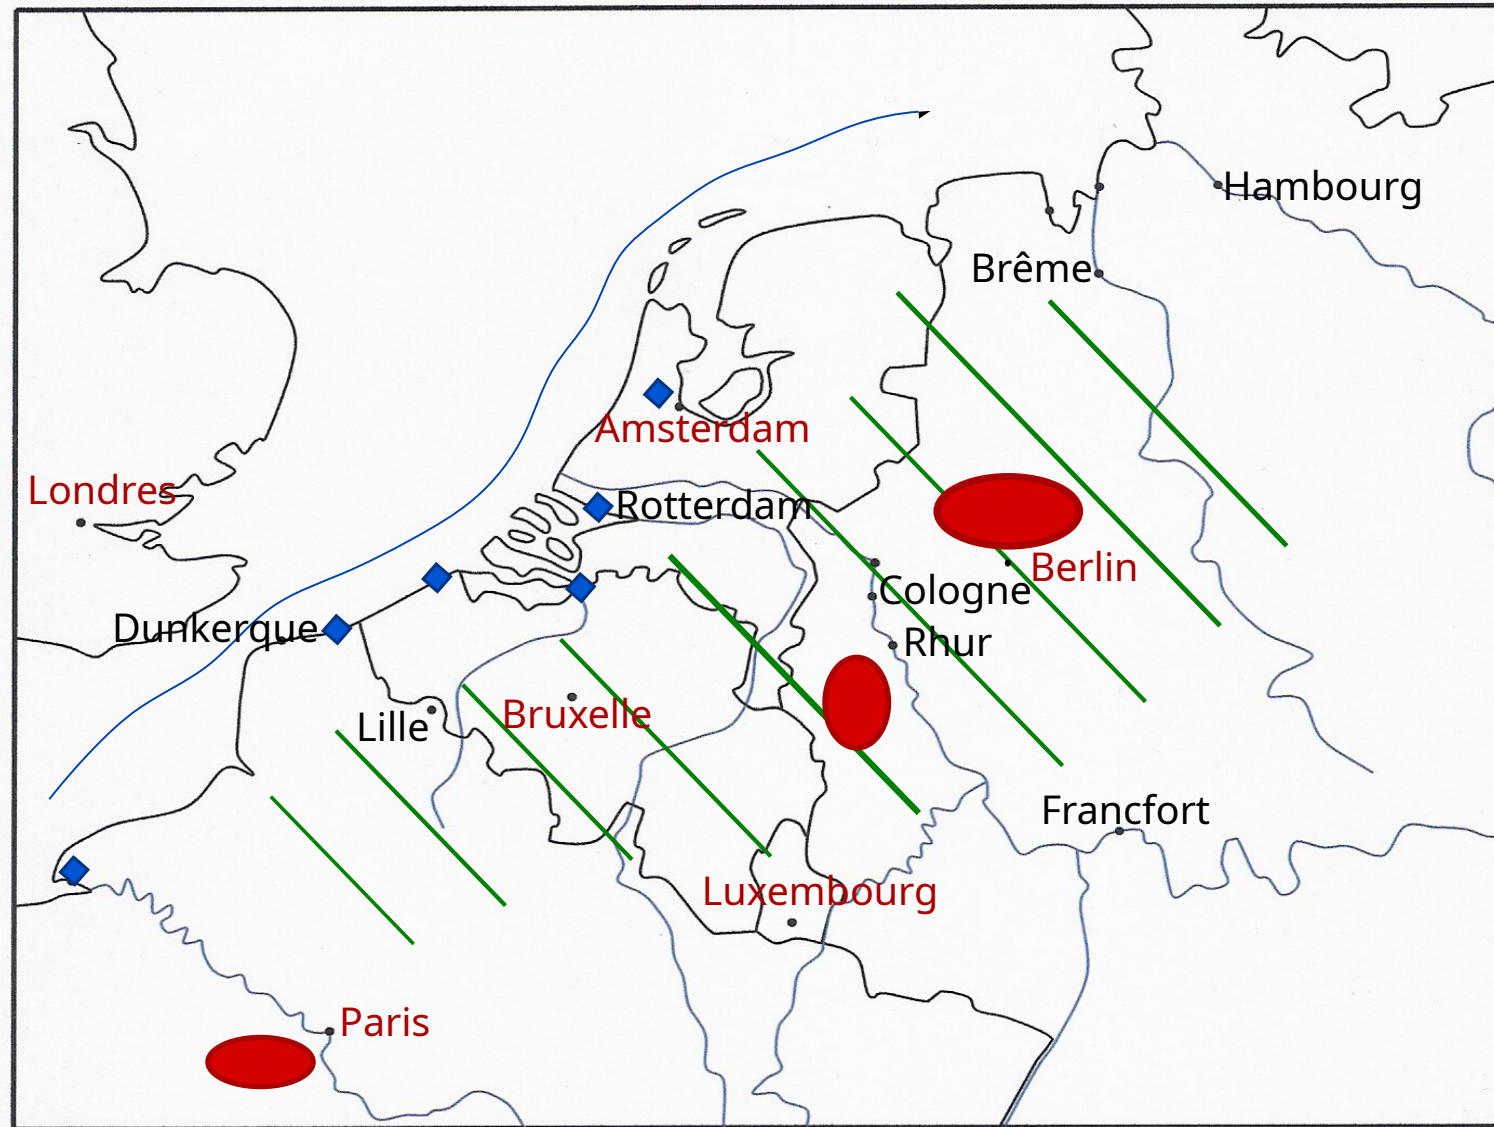 Hambourg
Brême
Amsterdam
Londres
Rotterdam
Berlin
Cologne
Dunkerque
Rhur
Bruxelle
Lille
Francfort
Luxembourg
Paris